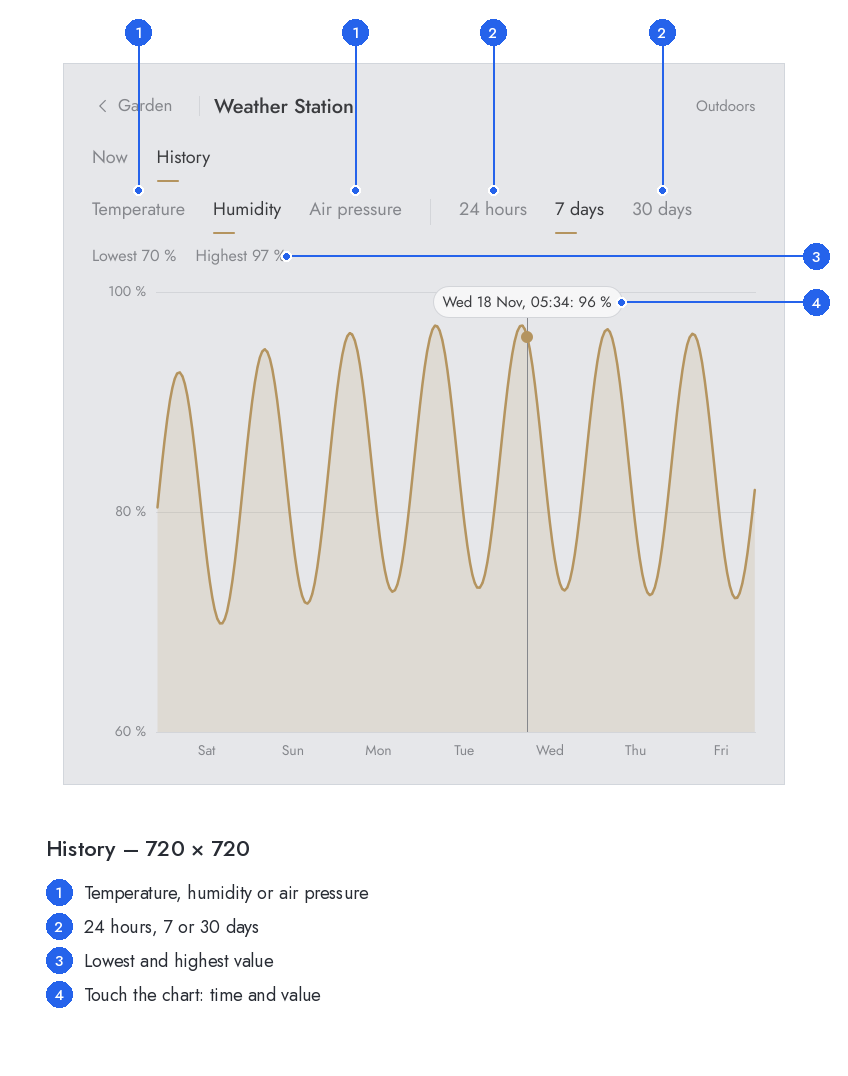 1 1 2 2
Garden Weather Station Outdoors
Now History
Temperature Humidity Air pressure 24 hours 7 days 30 days
Lowest 70 % Highest 97 % 3
100 %
Wed 18 Nov, 05:34: 96 % 4
80 %
60 %
Sat Sun Mon Tue Wed Thu Fri
History – 720 × 720
1 Temperature, humidity or air pressure
2 24 hours, 7 or 30 days
3 Lowest and highest value
4 Touch the chart: time and value